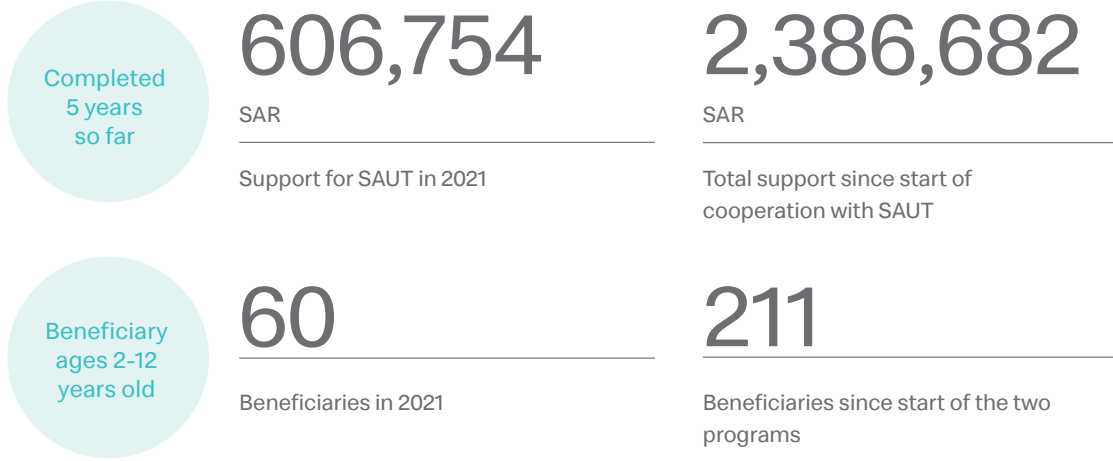 Completed
5 years
so far
606,754
SAR
Support for SAUT in 2021
2,386,682
SAR
Total support since start of
cooperation with SAUT
Beneficiary
ages 2-12
years old
60
Beneficiaries in 2021
211
Beneficiaries since start of the two
programs